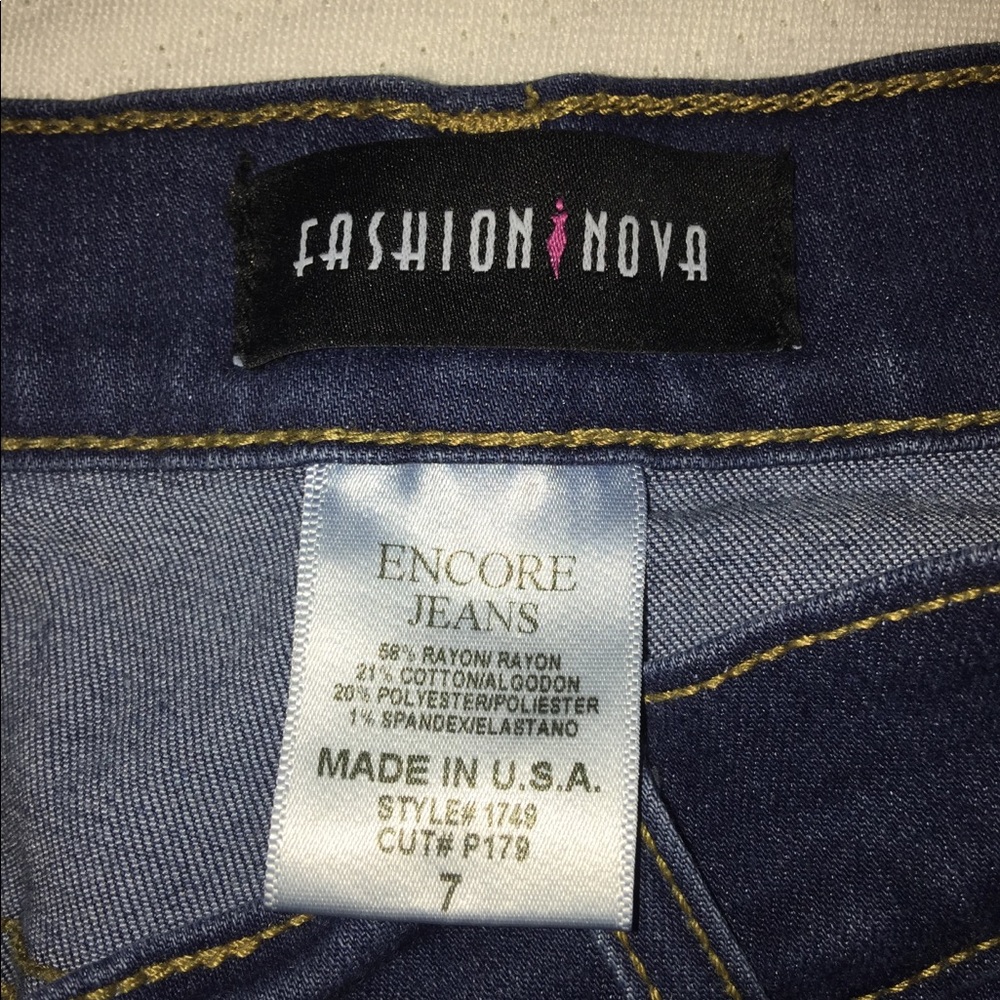 FASHION NOVA
ENCORE
JEANS
58% RAYON/ RAYON
21% COTTON/ALGODON
20% POLYESTER/POLIESTER
1% SPANDEX/ELASTANO
MADE IN U.S.A.
STYLE# 1749
CUT# P179
7